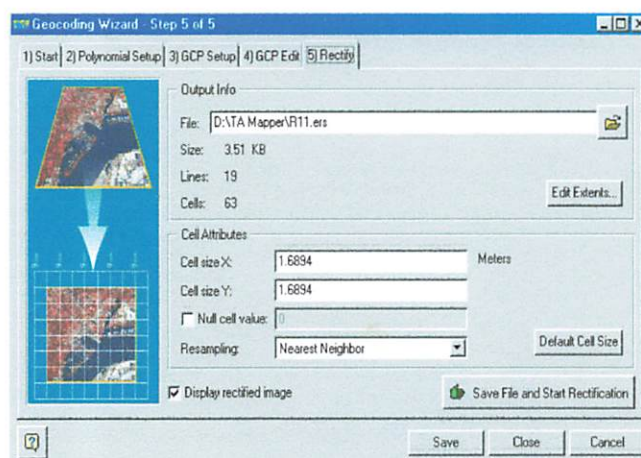 Geocoding Wizard - Step 5 of 5
1) Start 2) Polynomial Setup 3) GCP Setup 4) GCP Edit 5) Rectify
Output Info
File: D:\TA Mapper\R11.ers
Size: 3.51 KB
Lines: 19
Cells: 63
Edit Extents...
Cell Attributes
Cell size X: 1.6894 Meters
Cell size Y: 1.6894
Null cell value: 0
Resampling: Nearest Neighbor
Default Cell Size
Display rectified image
Save File and Start Rectification
Save Close Cancel